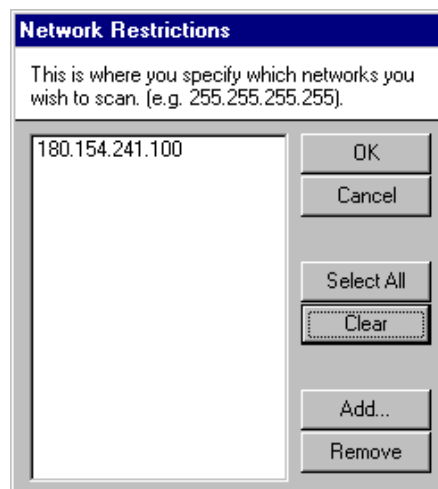 Network Restrictions
This is where you specify which networks you
wish to scan. (e.g. 255.255.255.255).
180.154.241.100
OK
Cancel
Select All
Clear
Add...
Remove